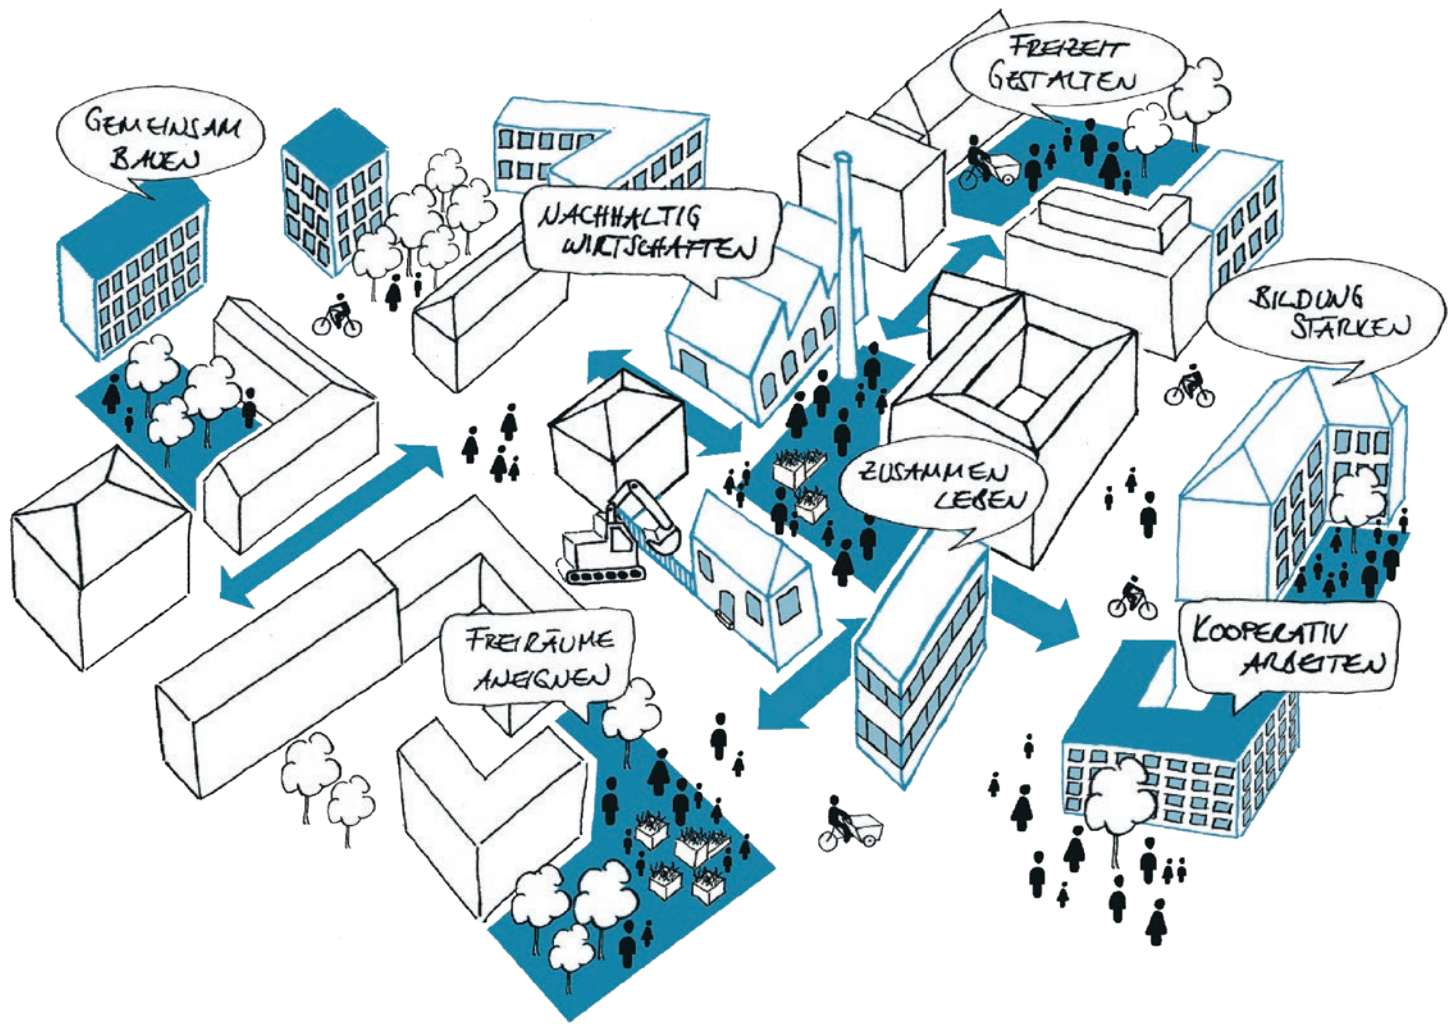 FREIZEIT
GESTALTEN
GEMEINSAM
BAUEN
NACHHALTIG
WIRTSCHAFTEN
BILDUNG
STÄRKEN
ZUSAMMEN
LEBEN
FREIRÄUME
ANEIGNEN
KOOPERATIV
ARBEITEN